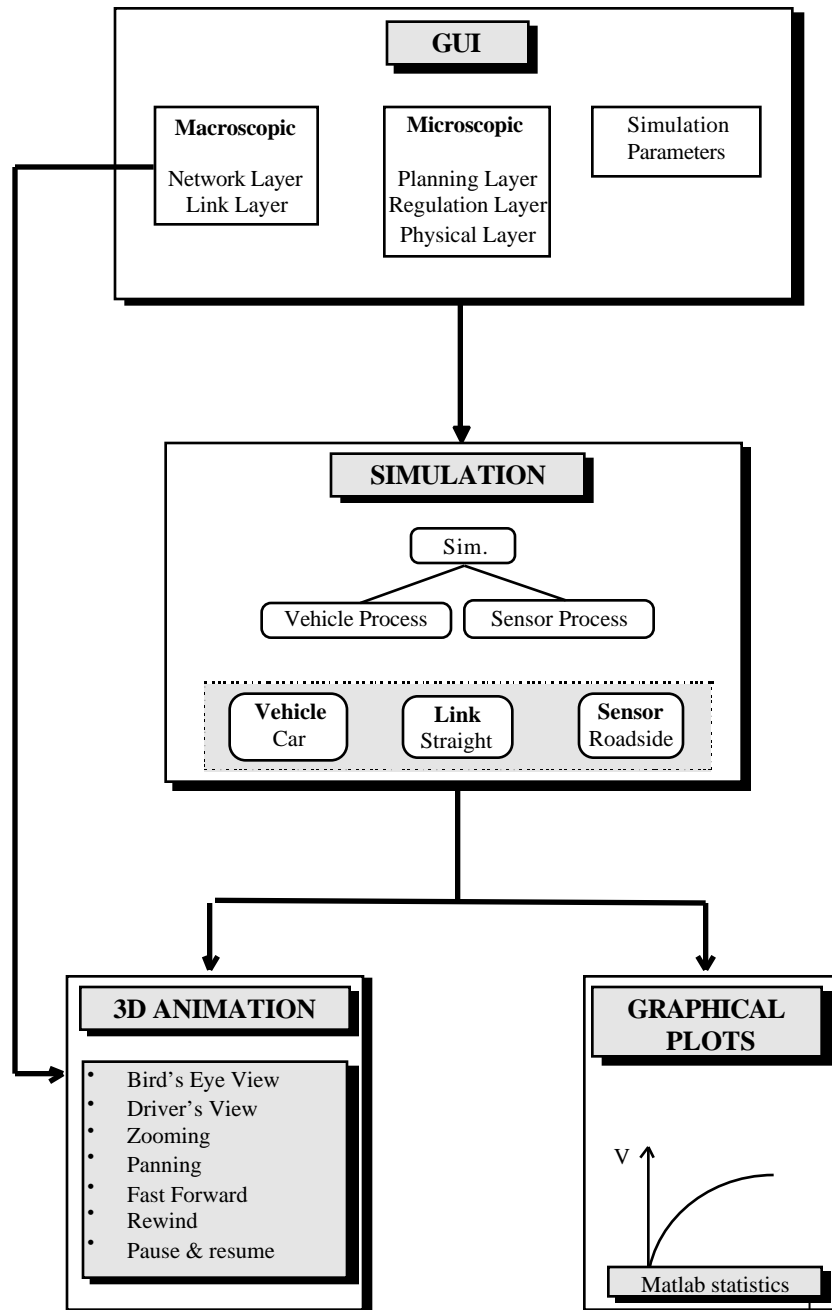 GUI
Macroscopic
Network Layer
Link Layer
Microscopic
Planning Layer
Regulation Layer
Physical Layer
Simulation
Parameters
SIMULATION
Sim.
Vehicle Process
Sensor Process
Vehicle
Car
Link
Straight
Sensor
Roadside
3D ANIMATION
• Bird's Eye View
• Driver's View
• Zooming
• Panning
• Fast Forward
• Rewind
• Pause & resume
GRAPHICAL
PLOTS
V
Matlab statistics